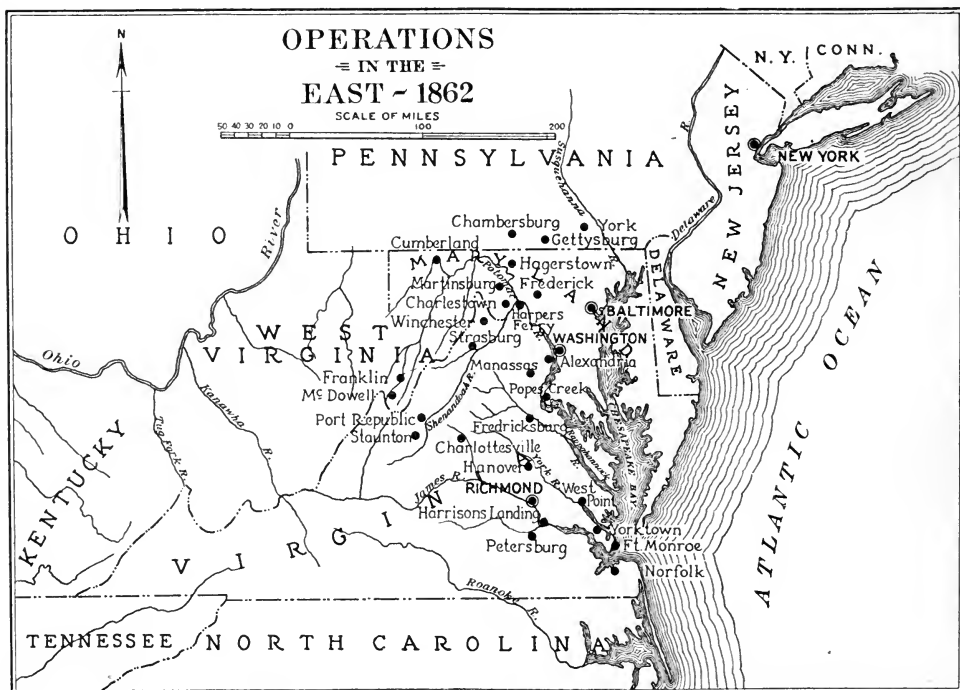 OPERATIONS
IN THE
EAST ~ 1862
SCALE OF MILES
50 40 30 20 10 0 100 200
N
N.Y.
CONN.
PENNSYLVANIA
NEW JERSEY
NEW YORK
OHIO
River
Ohio
Susquehanna
R.
Delaware
R
Chambersburg
York
Gettysburg
Cumberland
MARYLAND
Hagerstown
Potomac
R.
Martinsburg
Frederick
DELAWARE
Charlestown
Harpers
Ferry
BALTIMORE
Winchester
Strasburg
WASHINGTON
WEST
VIRGINIA
Manassas
Alexandria
Franklin
Mc Dowell
Popes Creek
Shenandoah R.
Port Republic
Fredericksburg
Staunton
CHESAPEAKE BAY
Rappahannock
R.
Charlottesville
York R.
Hanover
Kanawha
R.
Tug Fork R.
KENTUCKY
James R.
RICHMOND
West
Point
Harrisons Landing
Yorktown
Petersburg
Ft. Monroe
Norfolk
VIRGINIA
Roanoke R.
ATLANTIC OCEAN
TENNESSEE
NORTH CAROLINA